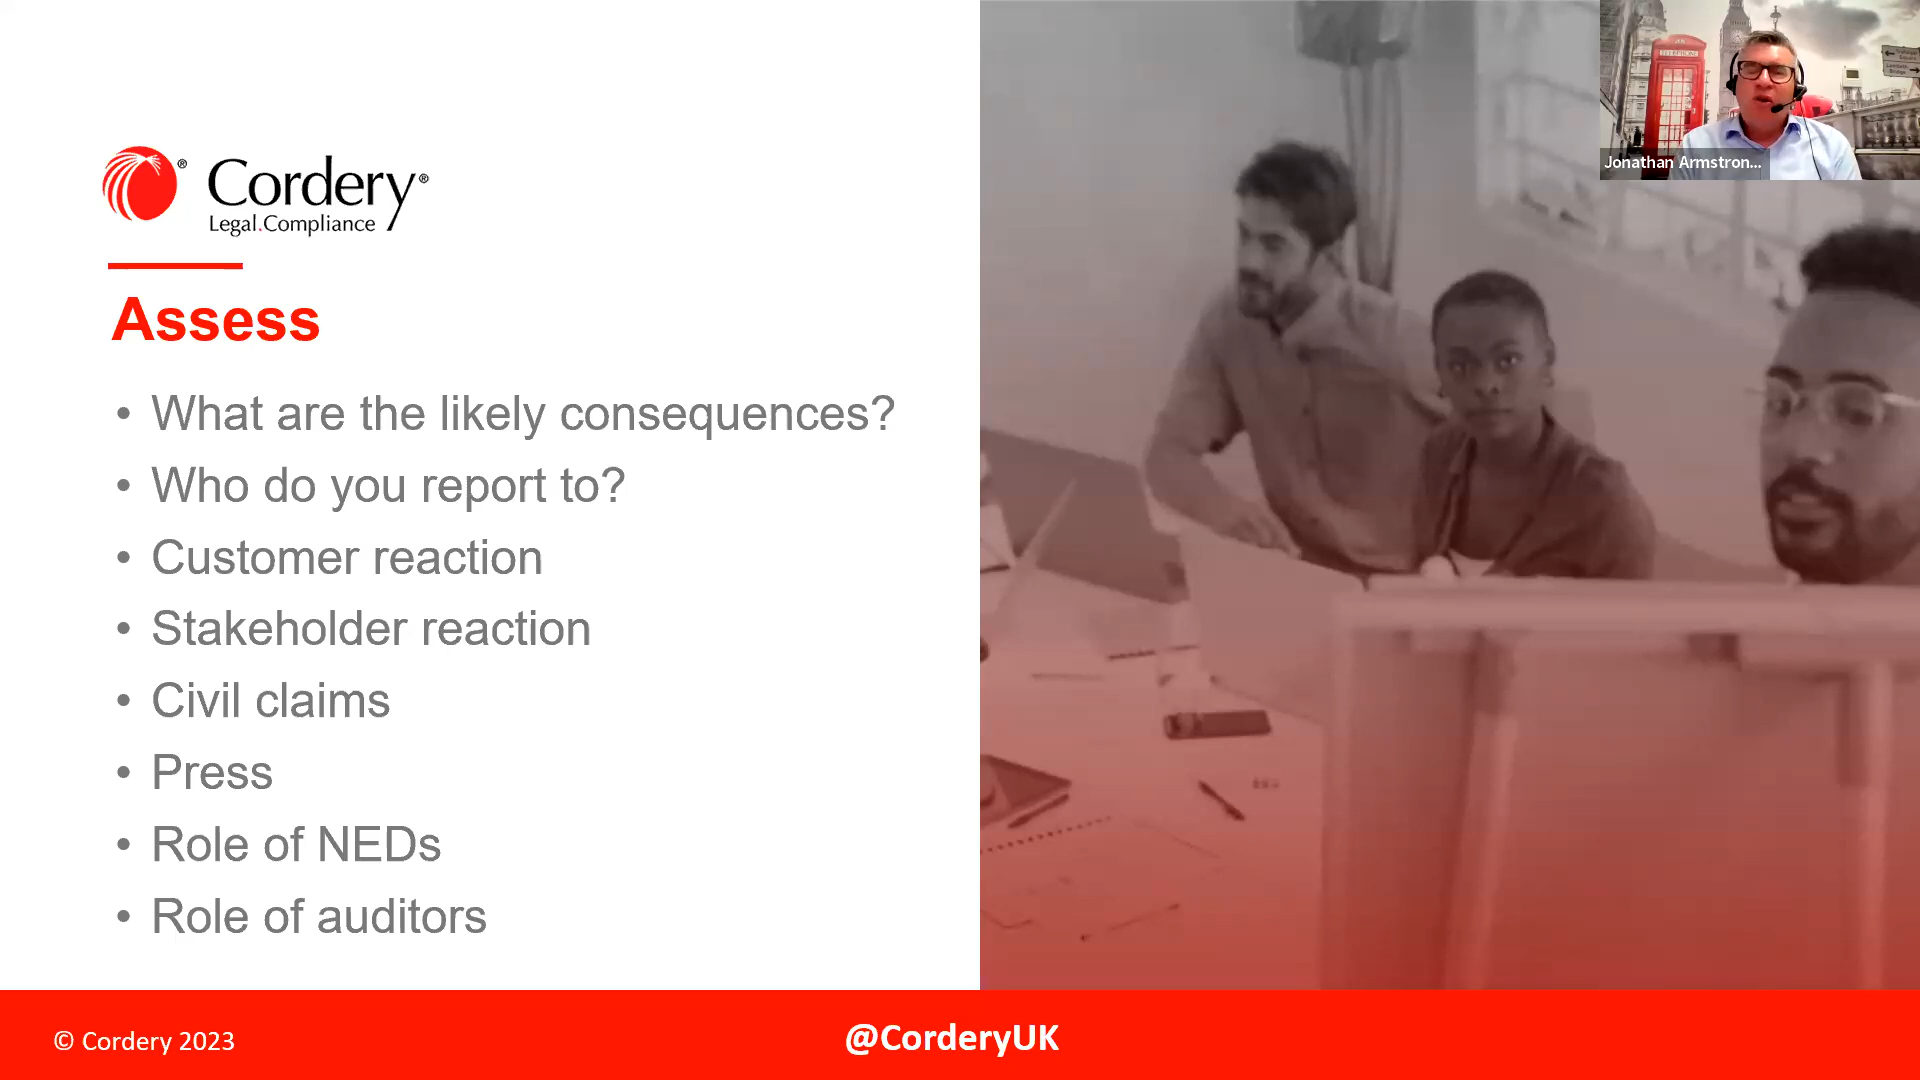 Cordery®
Legal.Compliance
Assess
• What are the likely consequences?
• Who do you report to?
• Customer reaction
• Stakeholder reaction
• Civil claims
• Press
• Role of NEDs
• Role of auditors
© Cordery 2023
@CorderyUK
TELEPHONE
Jonathan Armstron...